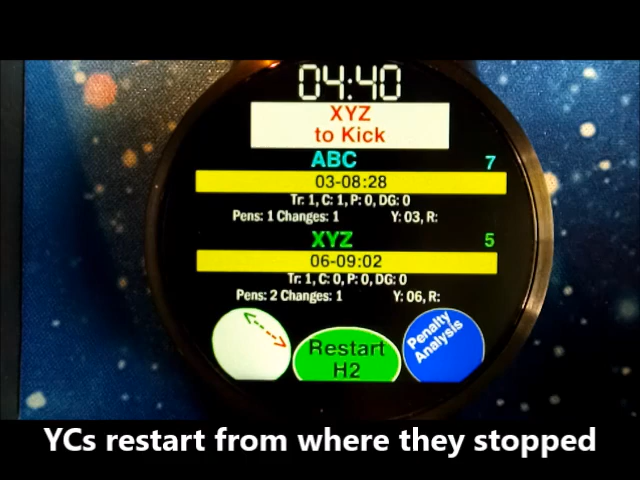 04:40
XYZ
to Kick
ABC 7
03-08:28
Tr: 1, C: 1, P: 0, DG: 0
Pens: 1 Changes: 1 Y: 03, R:
XYZ 5
06-09:02
Tr: 1, C: 0, P: 0, DG: 0
Pens: 2 Changes: 1 Y: 06, R:
Restart
H2
Penalty
Analysis
YCs restart from where they stopped